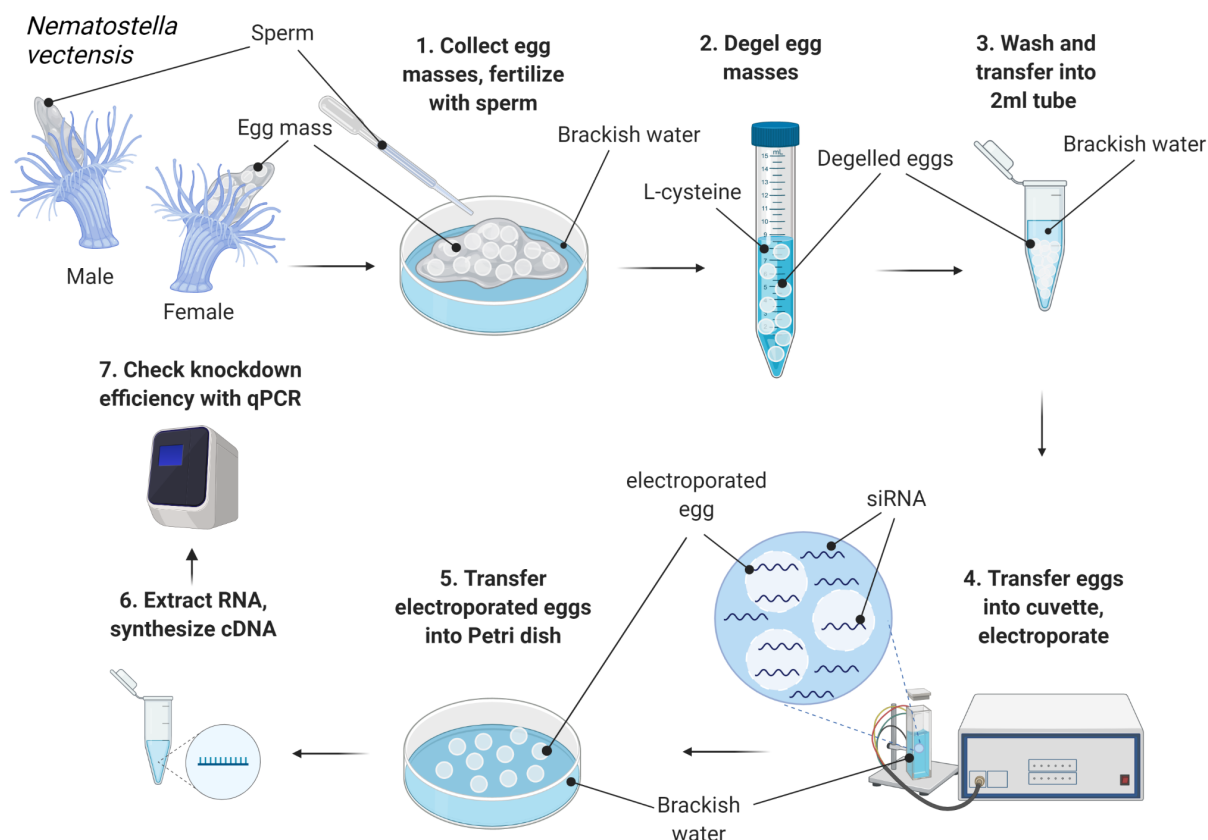 Nematostella
vectensis
Sperm
Egg mass
Male
Female
1. Collect egg
masses, fertilize
with sperm
Brackish water
2. Degel egg
masses
L-cysteine
Degelled eggs
3. Wash and
transfer into
2ml tube
Brackish water
4. Transfer eggs
into cuvette,
electroporate
siRNA
electroporated
egg
5. Transfer
electroporated eggs
into Petri dish
Brackish
water
6. Extract RNA,
synthesize cDNA
7. Check knockdown
efficiency with qPCR